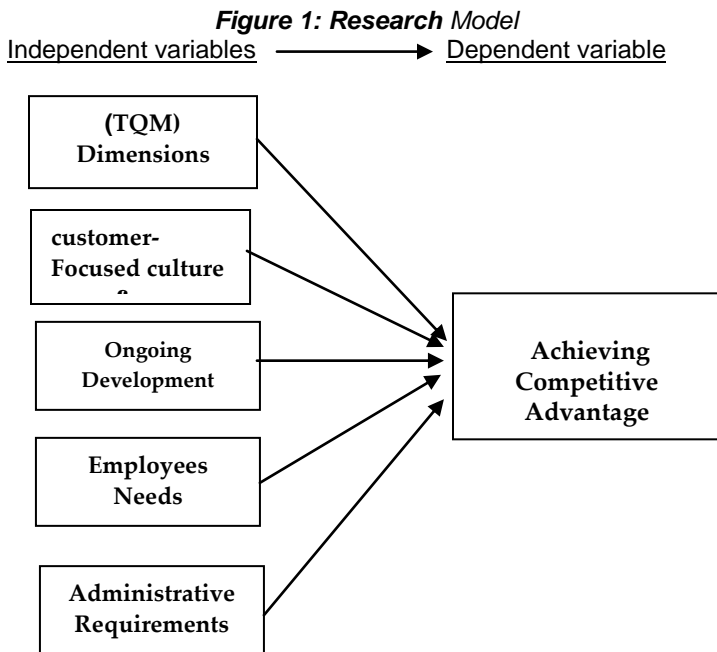 Figure 1: Research Model
Independent variables Dependent variable
(TQM)
Dimensions
customer-
Focused culture
Ongoing
Development
Employees
Needs
Administrative
Requirements
Achieving
Competitive
Advantage